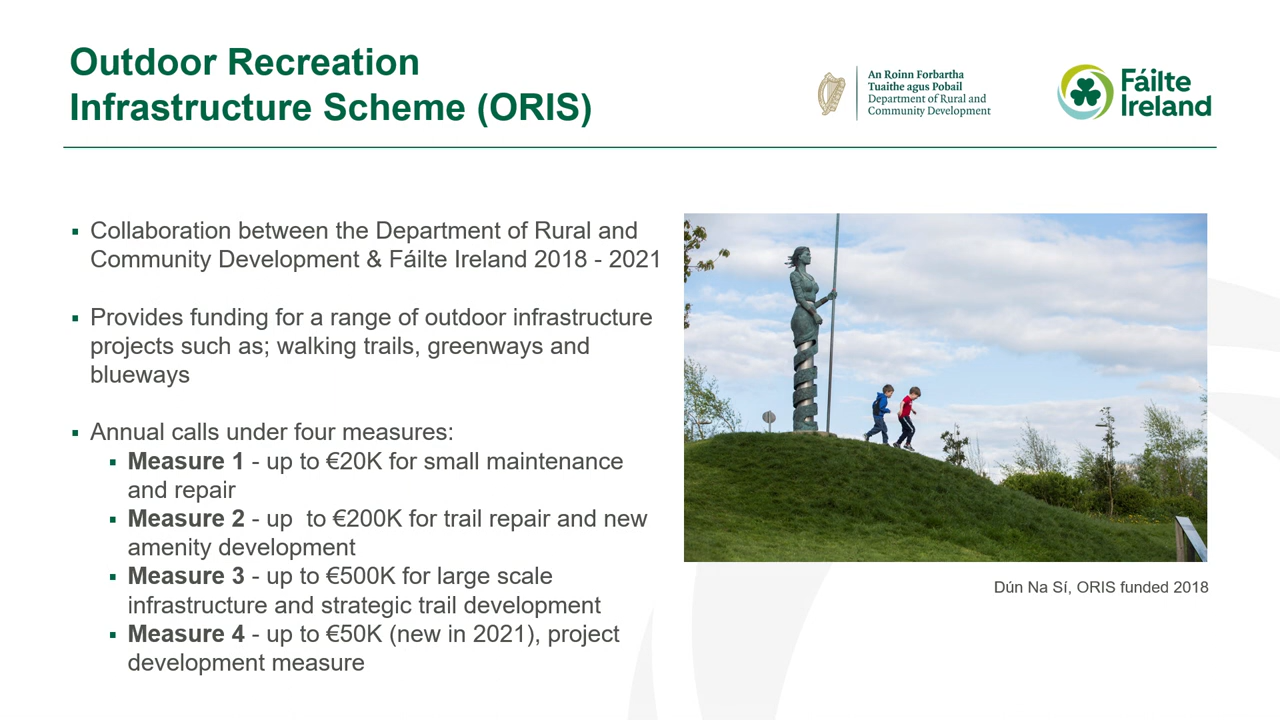 Outdoor Recreation
Infrastructure Scheme (ORIS)
An Roinn Forbartha
Tuaithe agus Pobail
Department of Rural and
Community Development
Fáilte
Ireland
▪ Collaboration between the Department of Rural and
Community Development & Fáilte Ireland 2018 - 2021
▪ Provides funding for a range of outdoor infrastructure
projects such as; walking trails, greenways and
blueways
▪ Annual calls under four measures:
▪ Measure 1 - up to €20K for small maintenance
and repair
▪ Measure 2 - up  to €200K for trail repair and new
amenity development
▪ Measure 3 - up to €500K for large scale
infrastructure and strategic trail development
▪ Measure 4 - up to €50K (new in 2021), project
development measure
Dún Na Sí, ORIS funded 2018